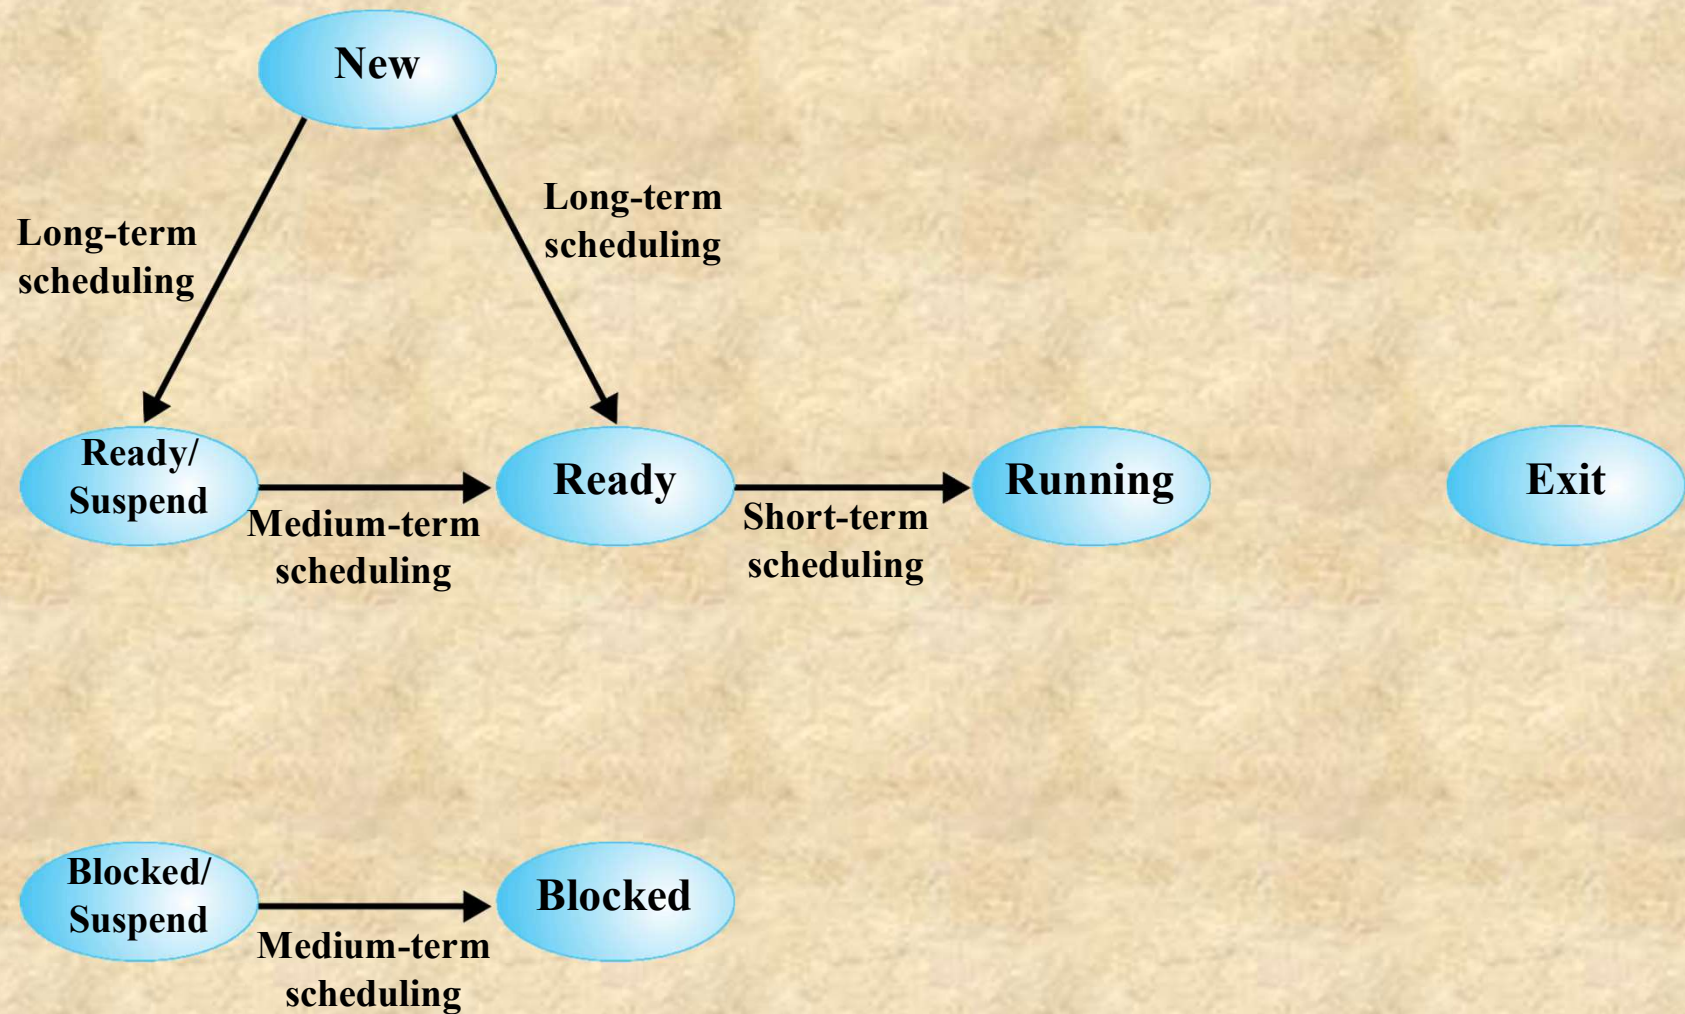 New
Long-term
scheduling
Long-term
scheduling
Ready/
Suspend
Medium-term
scheduling
Ready
Short-term
scheduling
Running
Exit
Blocked/
Suspend
Medium-term
scheduling
Blocked